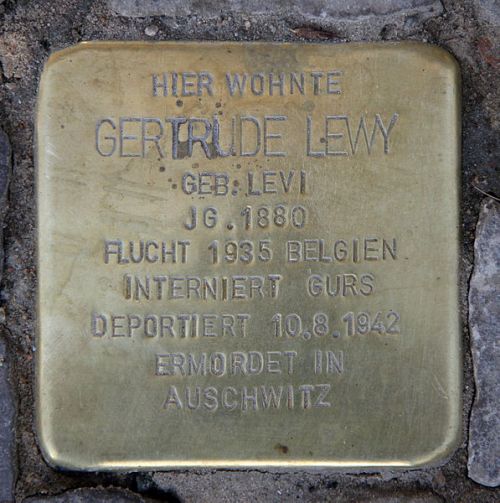 HIER WOHNTE
GERTRUDE LEWY
GEB. LEVI
JG. 1880
FLUCHT 1935 BELGIEN
INTERNIERT GURS
DEPORTIERT 10.8.1942
ERMORDET IN
AUSCHWITZ